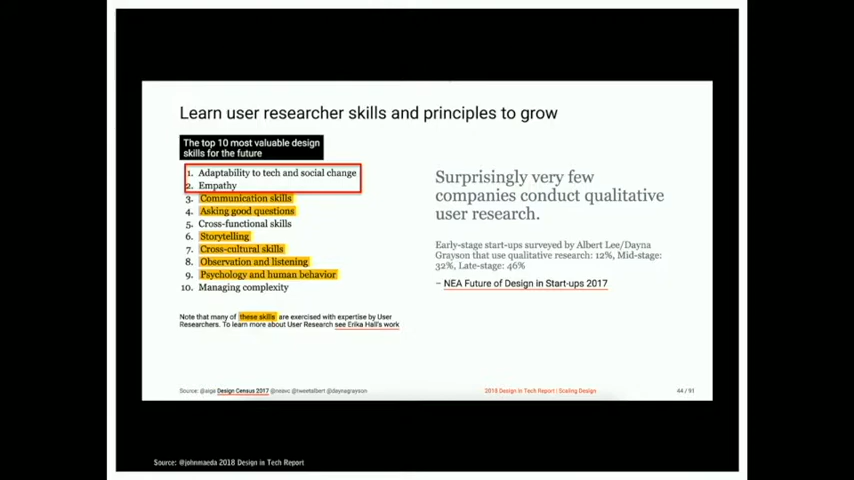 Learn user researcher skills and principles to grow
The top 10 most valuable design
skills for the future
1. Adaptability to tech and social change
2. Empathy
3. Communication skills
4. Asking good questions
5. Cross-functional skills
6. Storytelling
7. Cross-cultural skills
8. Observation and listening
9. Psychology and human behavior
10. Managing complexity
Note that many of these skills are exercised with expertise by User
Researchers. To learn more about User Research see Erika Hall's work
Surprisingly very few
companies conduct qualitative
user research.
Early-stage start-ups surveyed by Albert Lee/Dayna
Grayson that use qualitative research: 12%, Mid-stage:
32%, Late-stage: 46%
– NEA Future of Design in Start-ups 2017
Source: @aiga Design Census 2017 @neavc @tweetalbert @daynagrayson
2018 Design in Tech Report | Scaling Design
44 / 91
Source: @johnmaeda 2018 Design in Tech Report